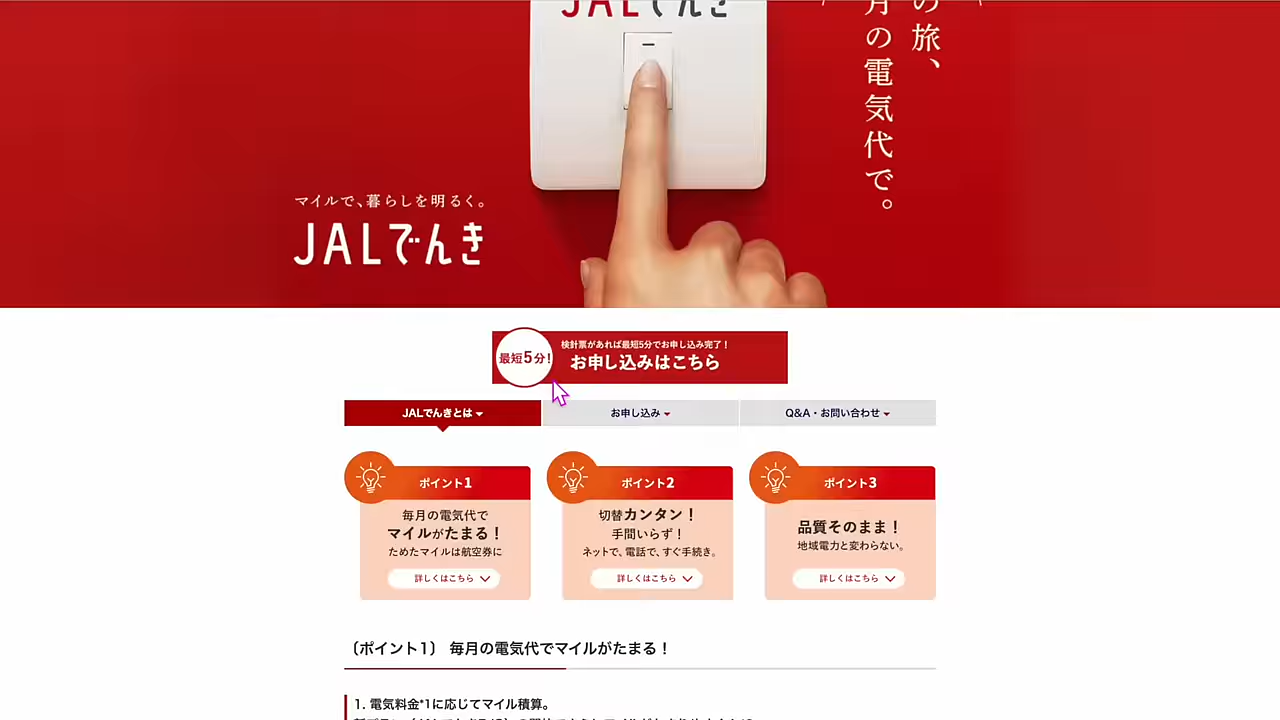 JALでんき
の旅、
月の電気代で。
マイルで、暮らしを明るく。
JALでんき
最短5分!
検針票があれば最短5分でお申し込み完了！
お申し込みはこちら
JALでんきとは
お申し込み
Q&A・お問い合わせ
ポイント1
毎月の電気代で
マイルがたまる！
ためたマイルは航空券に
詳しくはこちら
ポイント2
切替カンタン！
手間いらず！
ネットで、電話で、すぐ手続き。
詳しくはこちら
ポイント3
品質そのまま！
地域電力と変わらない。
詳しくはこちら
〔ポイント1〕 毎月の電気代でマイルがたまる！
1. 電気料金*1に応じてマイル積算。